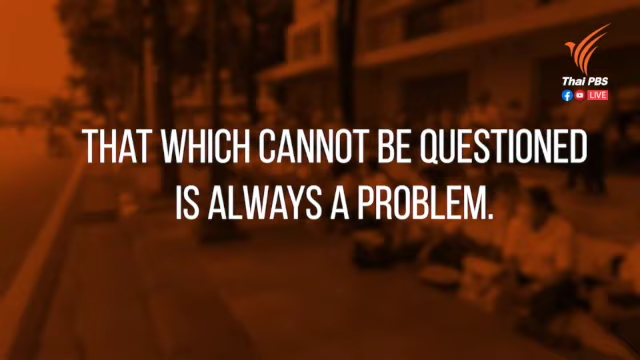 Thai PBS
LIVE
THAT WHICH CANNOT BE QUESTIONED
IS ALWAYS A PROBLEM.